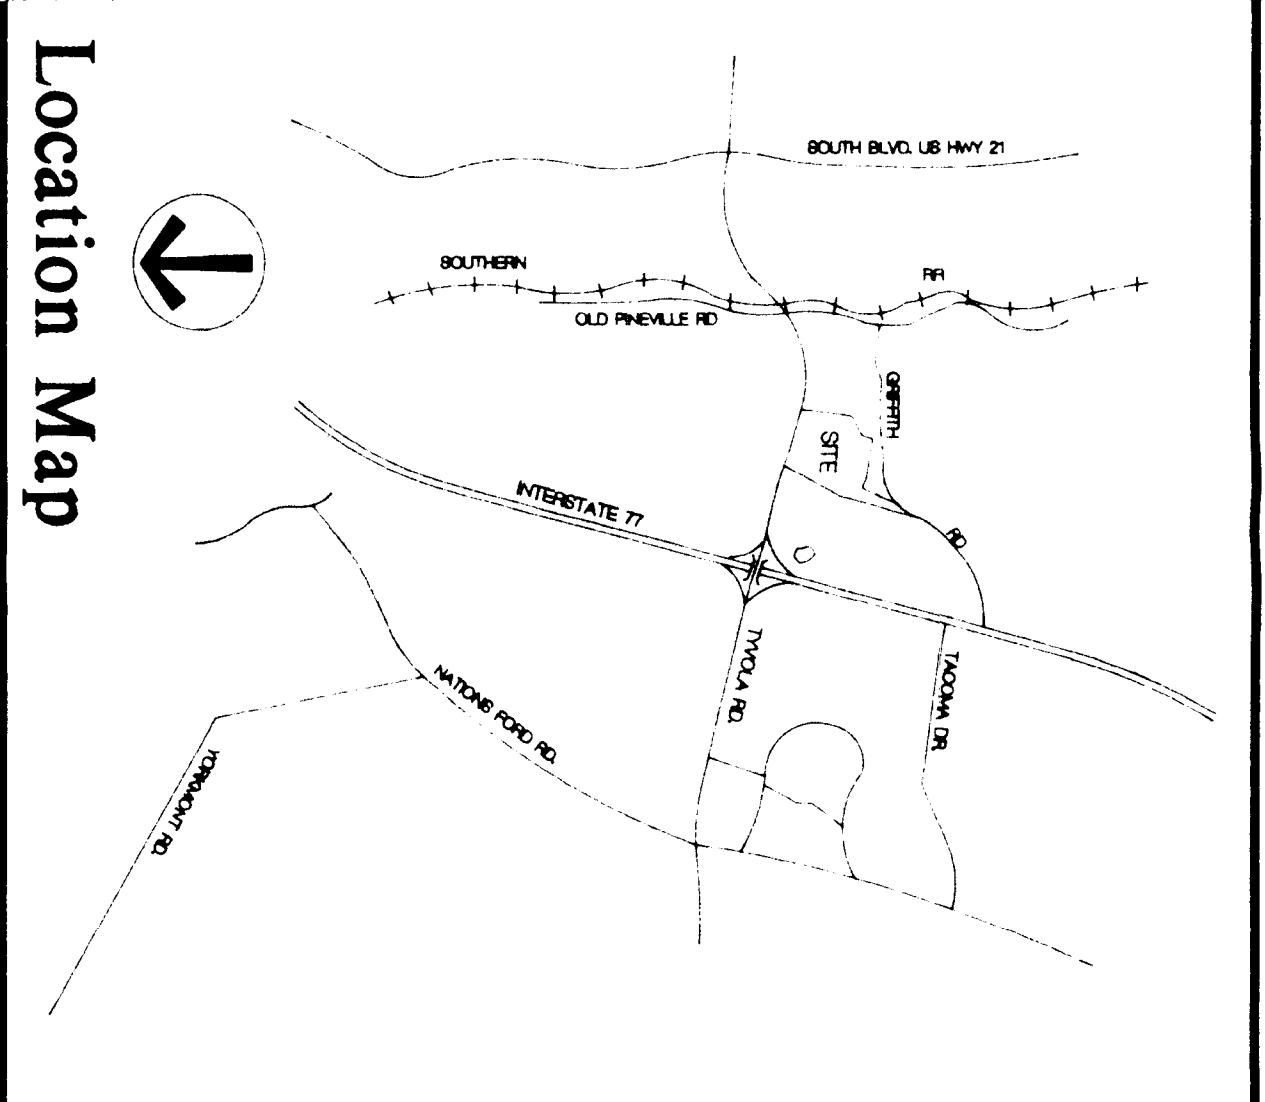 Location Map
SOUTH BLVD. US HWY 21
SOUTHERN
RR
OLD PINEVILLE RD
GRIFFITH
RD
SITE
INTERSTATE 77
TYVOLA RD.
TACOMA DR.
NATIONS FORD RD.
YORKMONT RD.